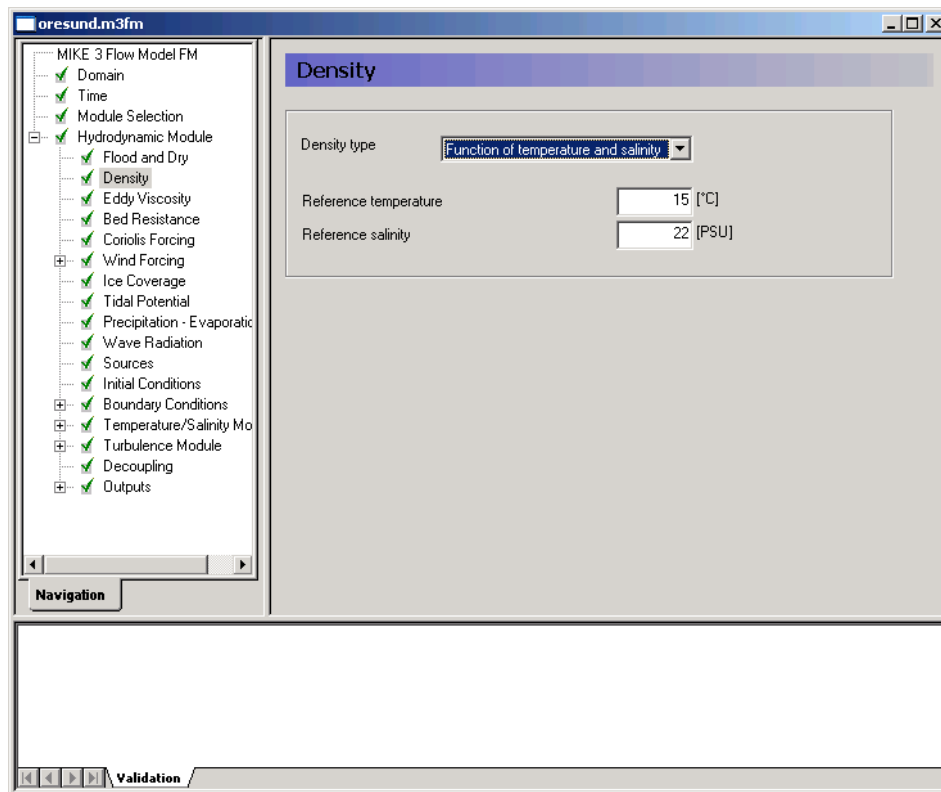 oresund.m3fm
MIKE 3 Flow Model FM
Domain
Time
Module Selection
Hydrodynamic Module
Flood and Dry
Density
Eddy Viscosity
Bed Resistance
Coriolis Forcing
Wind Forcing
Ice Coverage
Tidal Potential
Precipitation - Evaporatic
Wave Radiation
Sources
Initial Conditions
Boundary Conditions
Temperature/Salinity Mo
Turbulence Module
Decoupling
Outputs
Navigation
Density
Density type Function of temperature and salinity
Reference temperature 15 [°C]
Reference salinity 22 [PSU]
Validation